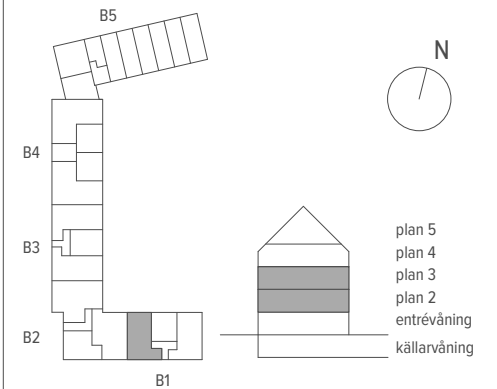 B5
N
B4
B3
B2
B1
plan 5
plan 4
plan 3
plan 2
entrévåning
källarvåning